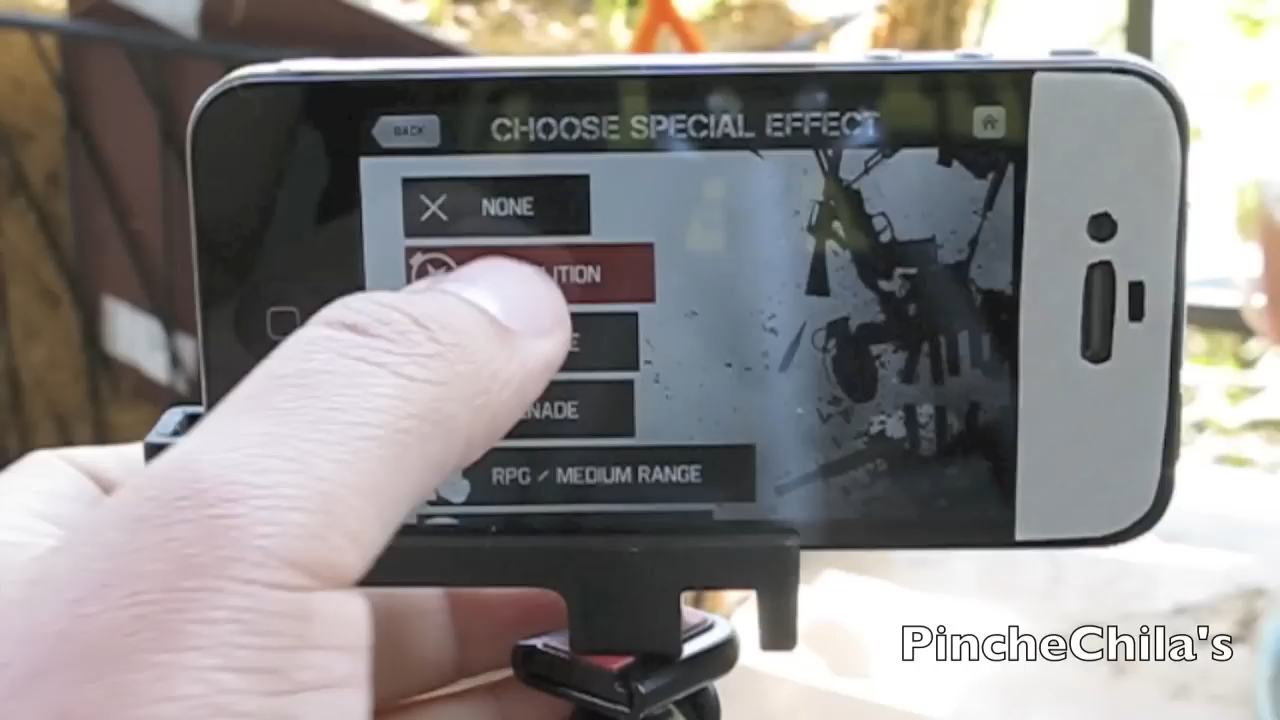 BACK
CHOOSE SPECIAL EFFECT
NONE
RPG / MEDIUM RANGE
PincheChila's